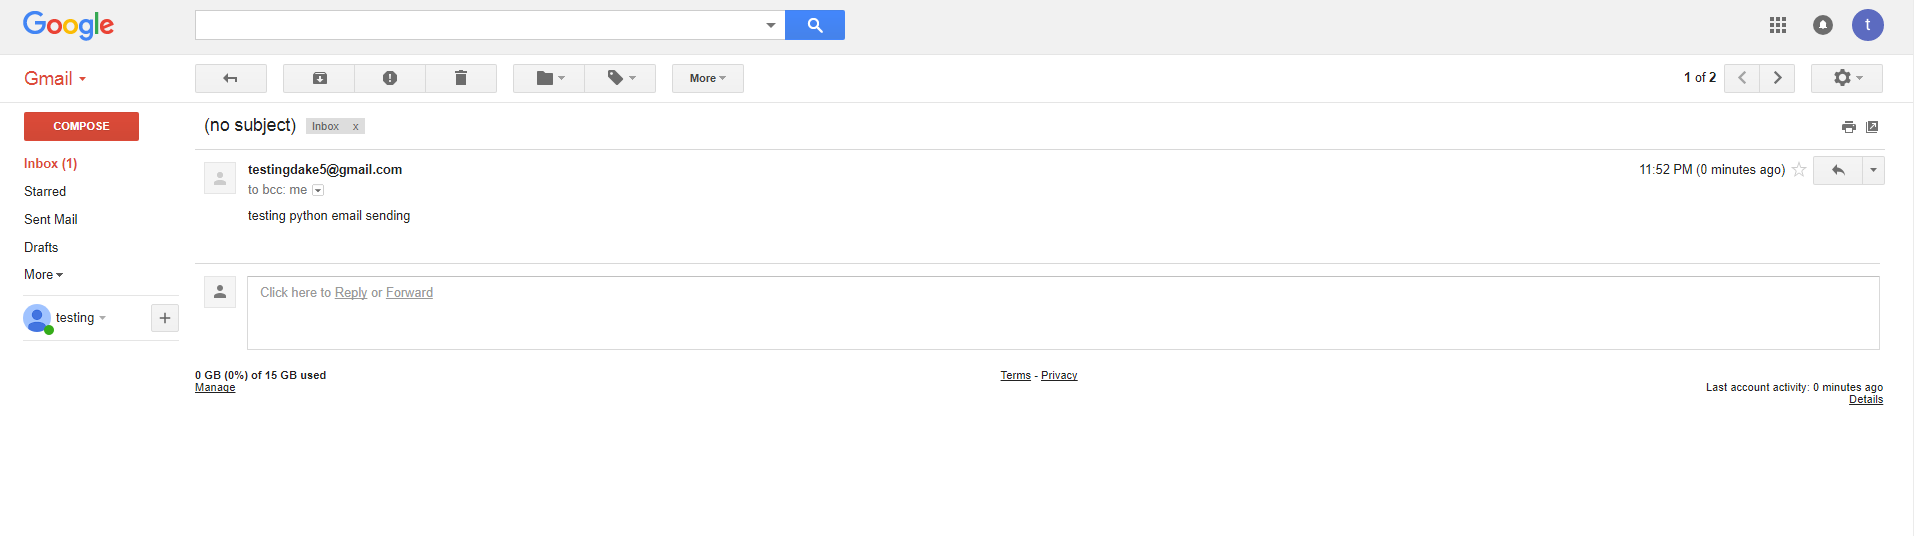 Google
t
Gmail
More
1 of 2
COMPOSE
(no subject) Inbox x
Inbox (1)
Starred
Sent Mail
Drafts
More
testing
testingdake5@gmail.com
11:52 PM (0 minutes ago)
to bcc: me
testing python email sending
Click here to Reply or Forward
0 GB (0%) of 15 GB used
Manage
Terms - Privacy
Last account activity: 0 minutes ago
Details